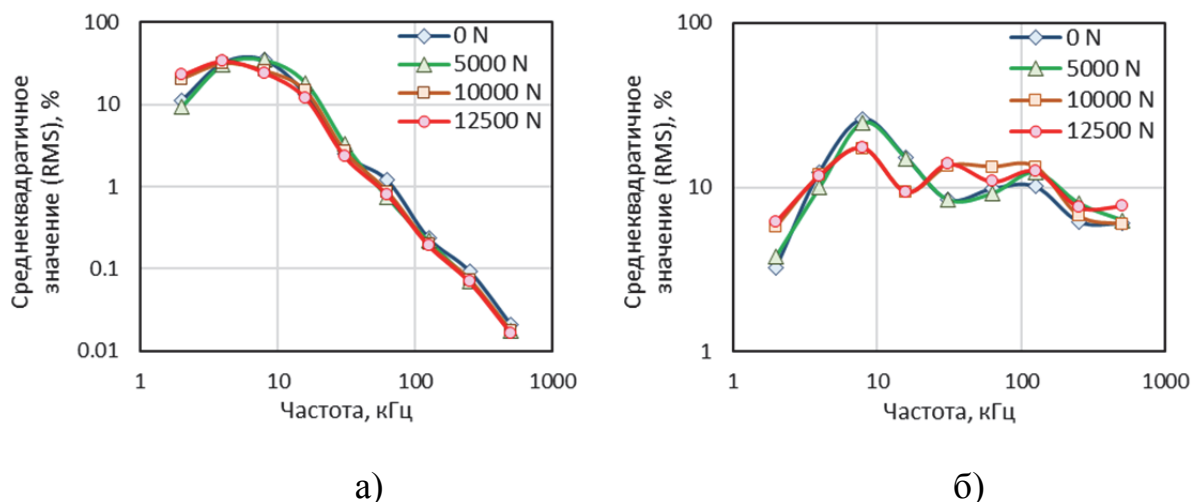 Среднеквадратичное
значение (RMS), %
100
10
1
0.1
0.01
1
10
100
1000
Частота, кГц
0 N
5000 N
10000 N
12500 N
а)
Среднеквадратичное
значение (RMS), %
100
10
1
1
10
100
1000
Частота, кГц
0 N
5000 N
10000 N
12500 N
б)